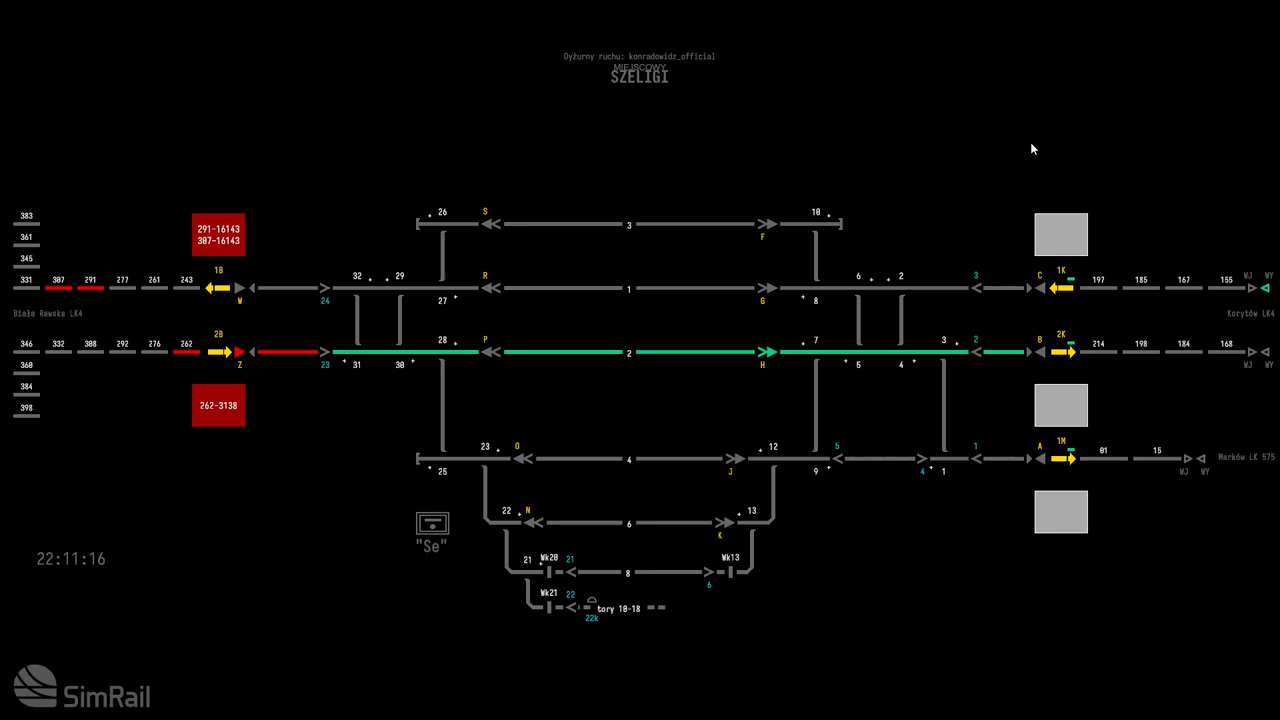 Dyżurny ruchu: konradowidz_official
MIEJSCOWY
SZELIGI
383
361
345
331 307 291 277 261 243
291-16143
307-16143
1B
W
24
32 29
26
S
3
F
10
27
R
1
G
8
6 2
3
C
1K
197 185 167 155
WJ WY
Biała Rawska LK4
Korytów LK4
346 332 308 292 276 262
2B
Z
23
31 30
28
P
2
H
7
5 4
3
2
B
2K
214 198 184 168
WJ WY
360
384
398
262-3138
25
23
O
4
J
12
9
5
4
1
1
A
1M
01 15
WJ WY
Marków LK 575
22
N
6
K
13
"Se"
21
Wk20
21
8
6
Wk13
Wk21
22
22k
tory 10-18
22:11:16
SimRail